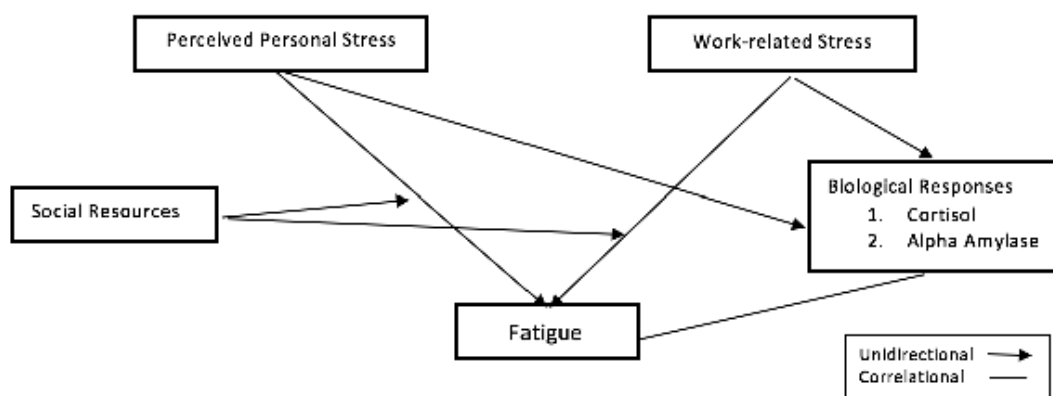 Perceived Personal Stress
Work-related Stress
Social Resources
Biological Responses
1. Cortisol
2. Alpha Amylase
Fatigue
Unidirectional
Correlational